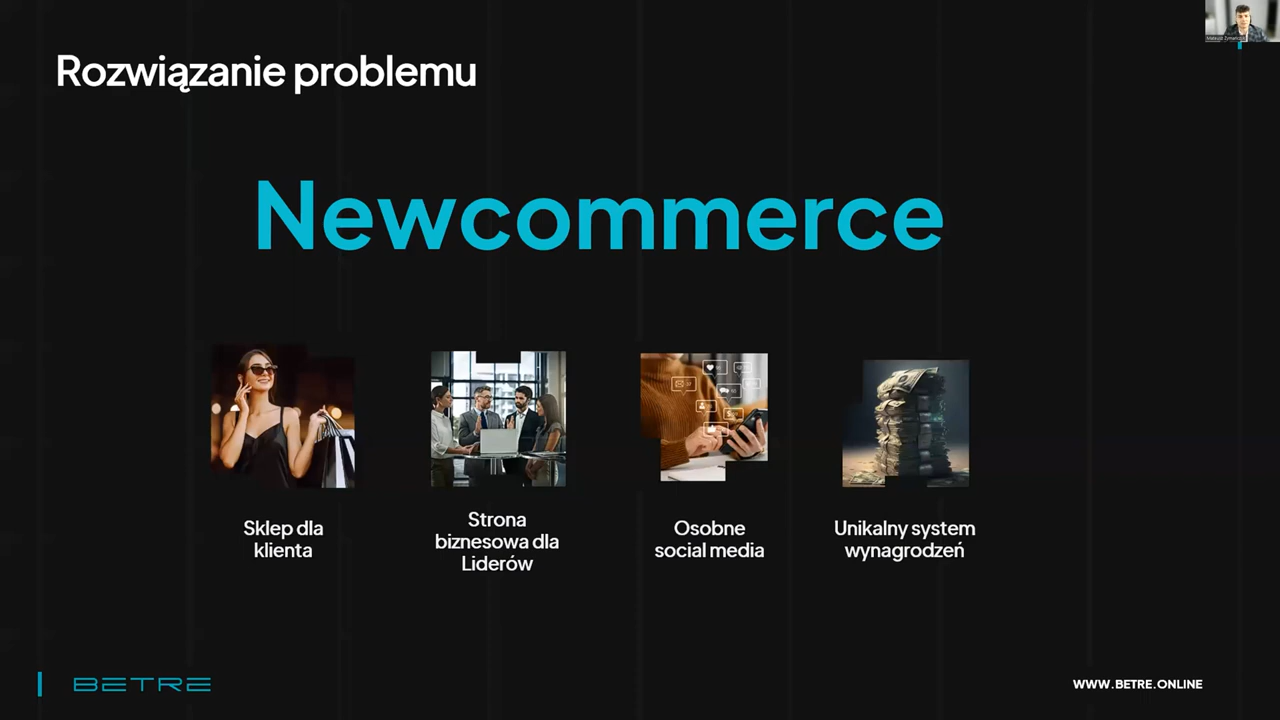 Rozwiązanie problemu
Newcommerce
Sklep dla
klienta
Strona
biznesowa dla
Liderów
Osobne
social media
Unikalny system
wynagrodzeń
BETRE
WWW.BETRE.ONLINE